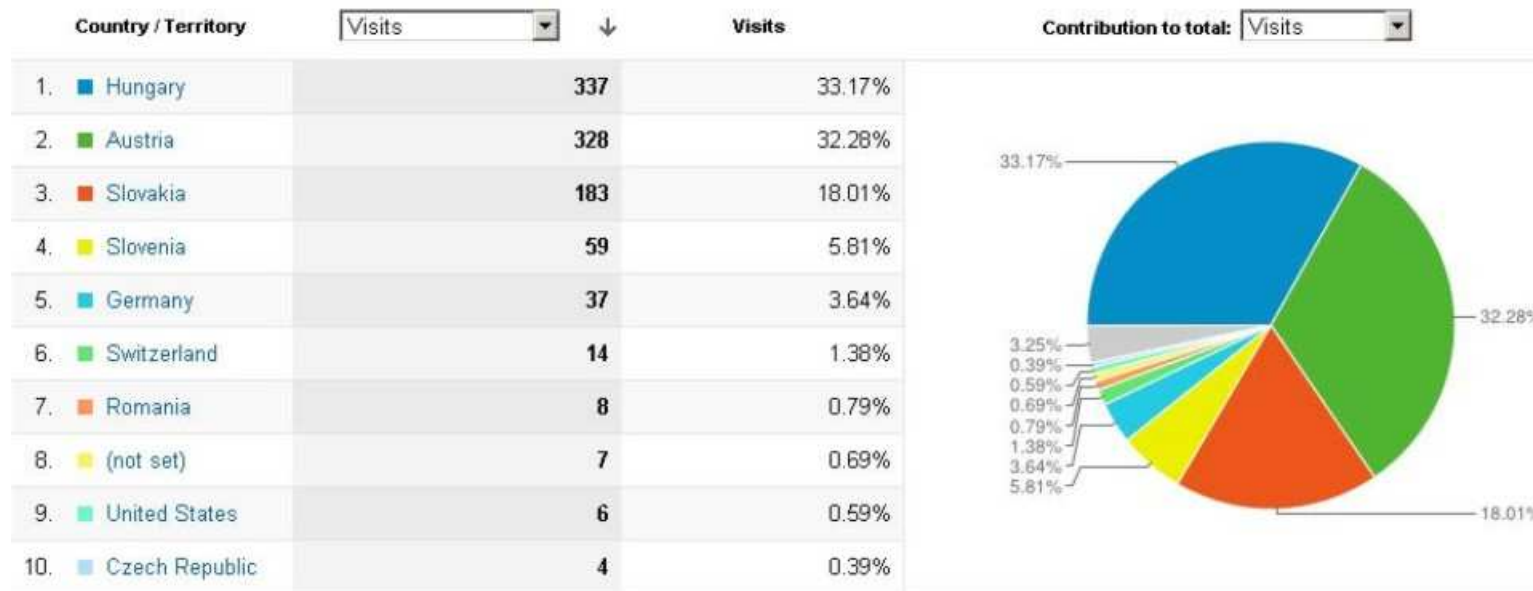 Country / Territory Visits Visits Contribution to total: Visits
1. Hungary 337 33.17%
2. Austria 328 32.28%
3. Slovakia 183 18.01%
4. Slovenia 59 5.81%
5. Germany 37 3.64%
6. Switzerland 14 1.38%
7. Romania 8 0.79%
8. (not set) 7 0.69%
9. United States 6 0.59%
10. Czech Republic 4 0.39%
33.17%
32.28%
3.25%
0.39%
0.59%
0.69%
0.79%
1.38%
3.64%
5.81%
18.01%